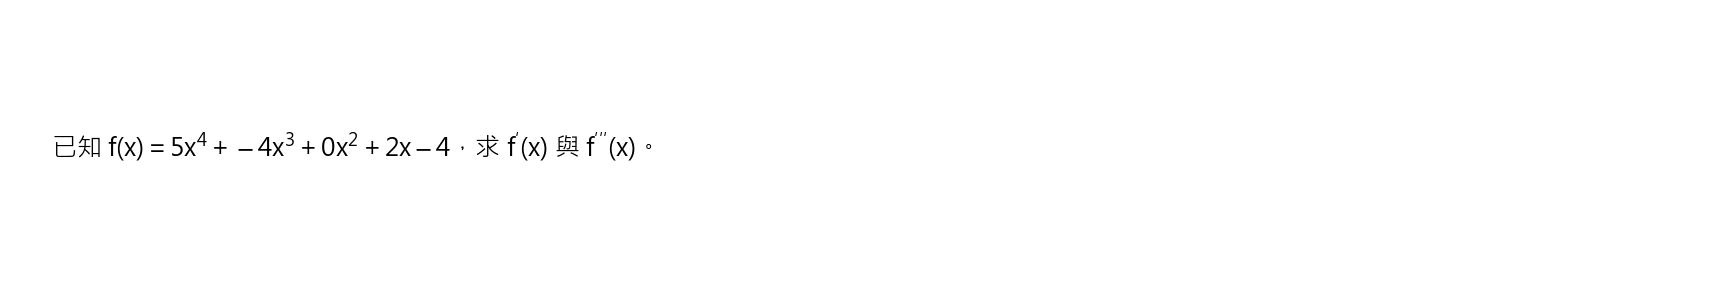 已知 f(x) = 5x⁴ + − 4x³ + 0x² + 2x − 4，求 f′(x) 與 f′′′(x)。